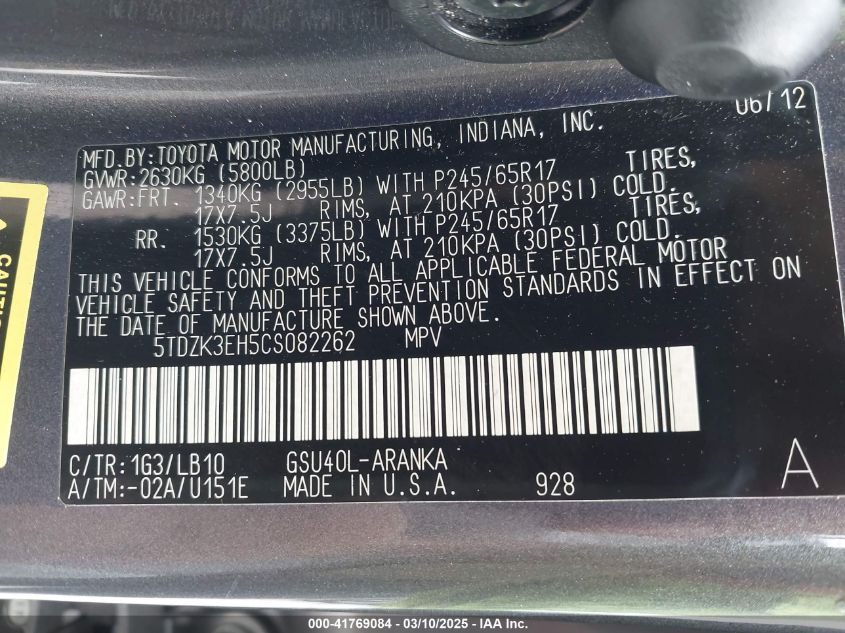 06/12
MFD.BY:TOYOTA MOTOR MANUFACTURING, INDIANA, INC.
GVWR:2630KG (5800LB)
GAWR:FRT. 1340KG (2955LB) WITH P245/65R17 TIRES,
17X7.5J RIMS, AT 210KPA (30PSI) COLD.
RR. 1530KG (3375LB) WITH P245/65R17 TIRES,
17X7.5J RIMS, AT 210KPA (30PSI) COLD.
THIS VEHICLE CONFORMS TO ALL APPLICABLE FEDERAL MOTOR
VEHICLE SAFETY AND THEFT PREVENTION STANDARDS IN EFFECT ON
THE DATE OF MANUFACTURE SHOWN ABOVE.
5TDZK3EH5CS082262 MPV
C/TR:1G3/LB10 GSU40L-ARANKA
A/TM:-02A/U151E MADE IN U.S.A. 928
A
CAUTION
000-41769084 - 03/10/2025 - IAA Inc.